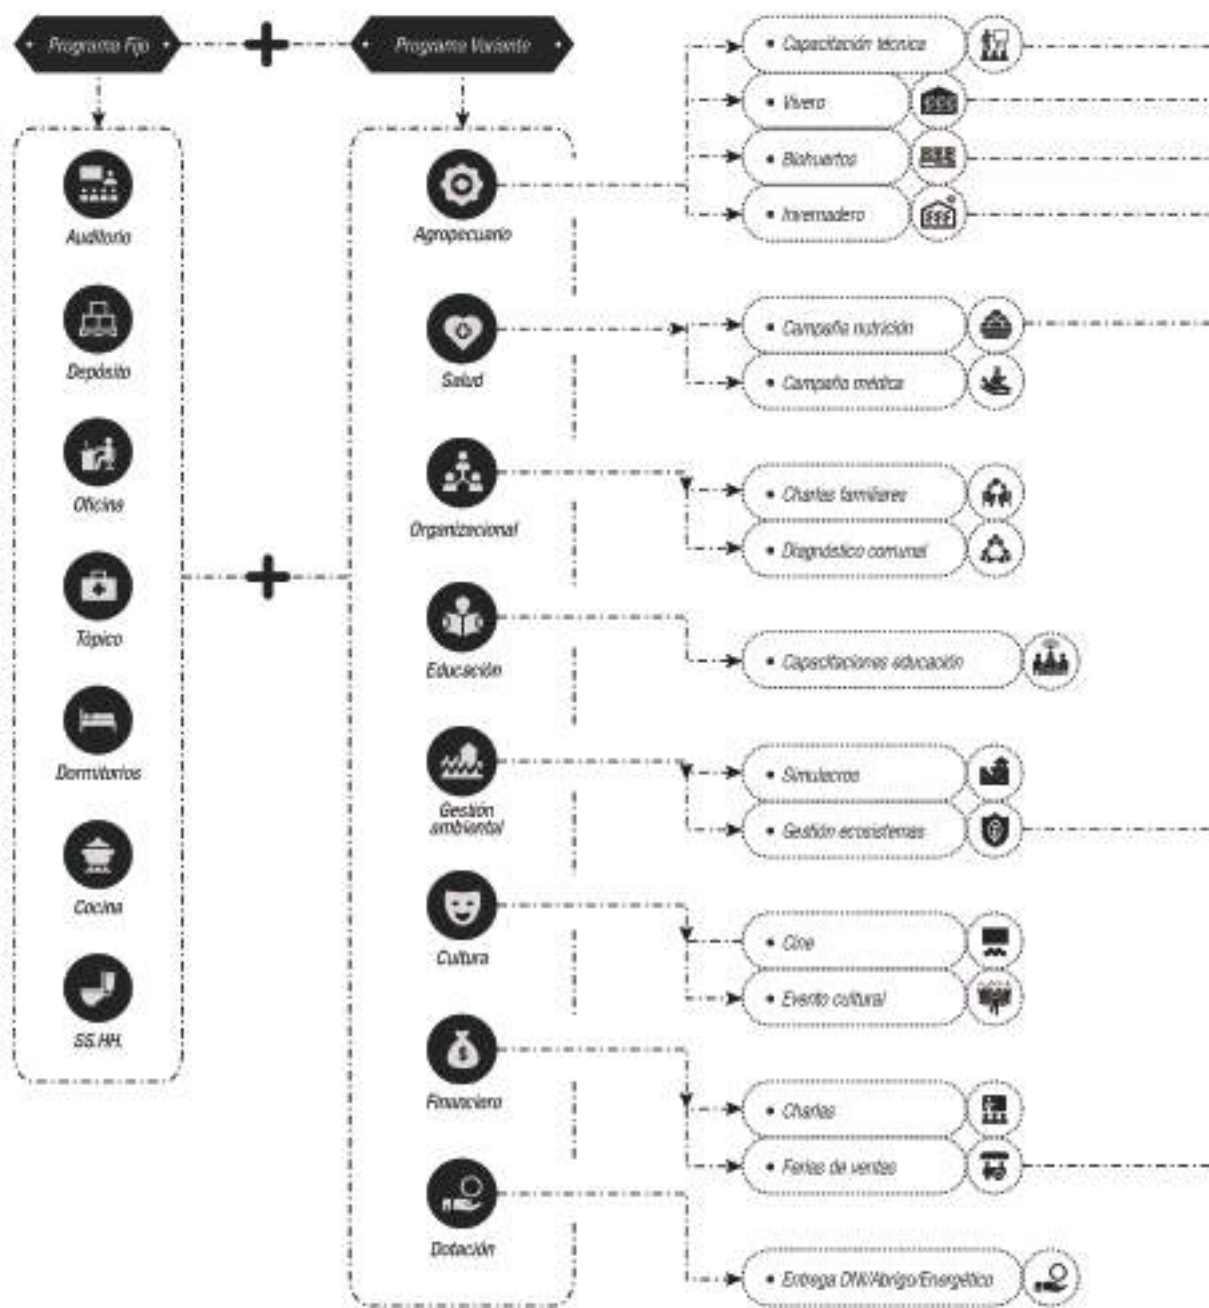 Programa Fijo
Programa Variante
Auditorio
Depósito
Oficina
Tópico
Dormitorios
Cocina
SS.HH.
Agropecuario
Salud
Organizacional
Educación
Gestión
ambiental
Cultura
Financiero
Dotación
• Capacitación técnica
• Vivero
• Biohuertos
• Invernadero
• Campaña nutrición
• Campaña médica
• Charlas familiares
• Diagnóstico comunal
• Capacitaciones educación
• Simulacros
• Gestión ecosistemas
• Cine
• Evento cultural
• Charlas
• Ferias de ventas
• Entrega DNI/Abrigo/Energético